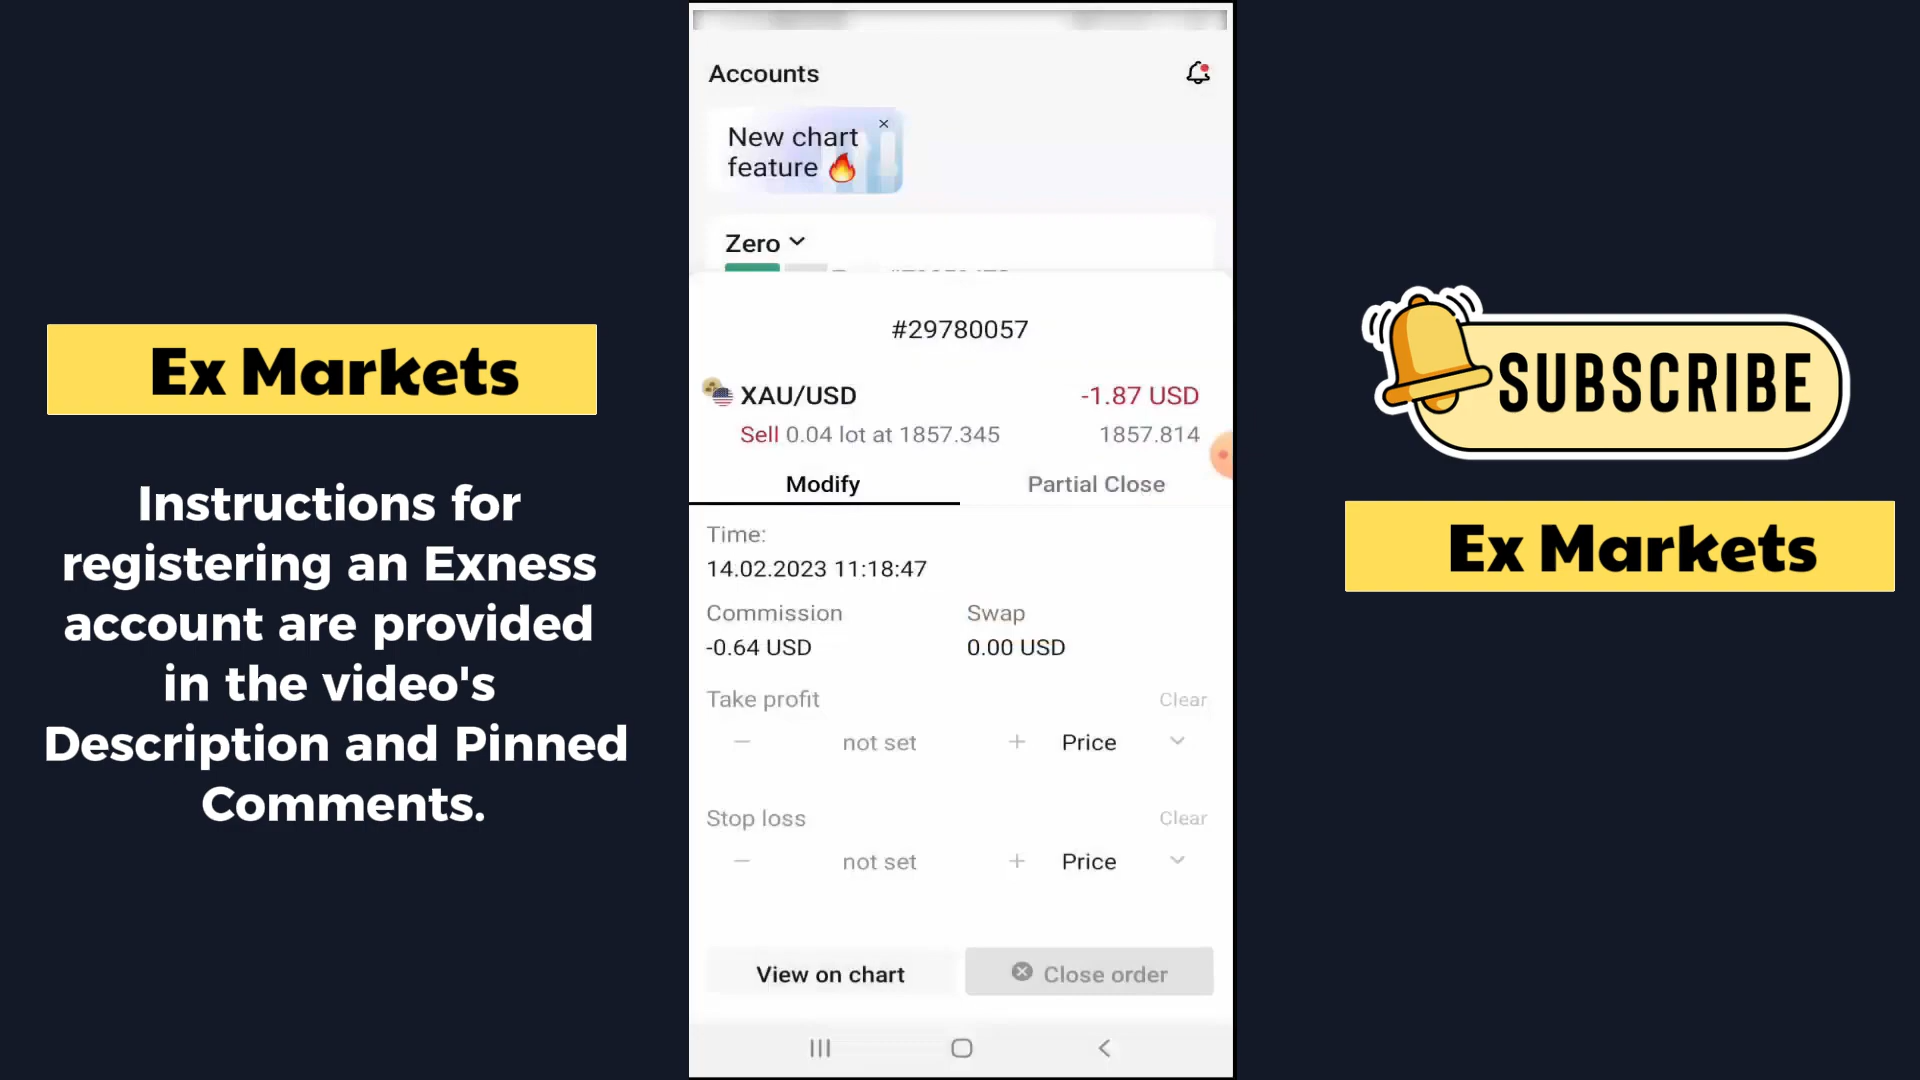 Ex Markets
Instructions for
registering an Exness
account are provided
in the video's
Description and Pinned
Comments.
Accounts
New chart
feature 🔥
Zero
#29780057
XAU/USD -1.87 USD
Sell 0.04 lot at 1857.345 1857.814
Modify Partial Close
Time:
14.02.2023 11:18:47
Commission Swap
-0.64 USD 0.00 USD
Take profit Clear
not set Price
Stop loss Clear
not set Price
View on chart Close order
SUBSCRIBE
Ex Markets